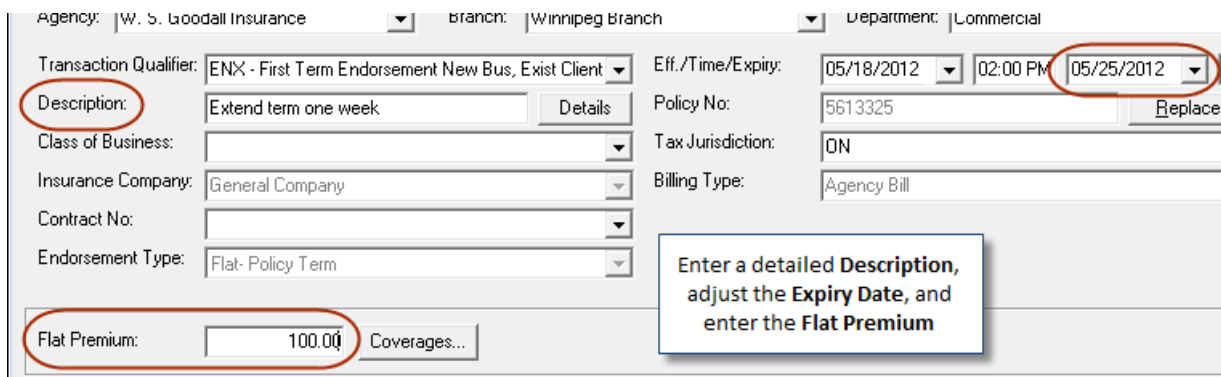 Agency: W. S. Goodall Insurance Branch: Winnipeg Branch Department: Commercial
Transaction Qualifier: ENX - First Term Endorsement New Bus, Exist Client Eff./Time/Expiry: 05/18/2012 02:00 PM 05/25/2012
Description: Extend term one week Details Policy No: 5613325 Replace
Class of Business: Tax Jurisdiction: ON
Insurance Company: General Company Billing Type: Agency Bill
Contract No:
Endorsement Type: Flat- Policy Term
Enter a detailed Description,
adjust the Expiry Date, and
enter the Flat Premium
Flat Premium: 100.00 Coverages...